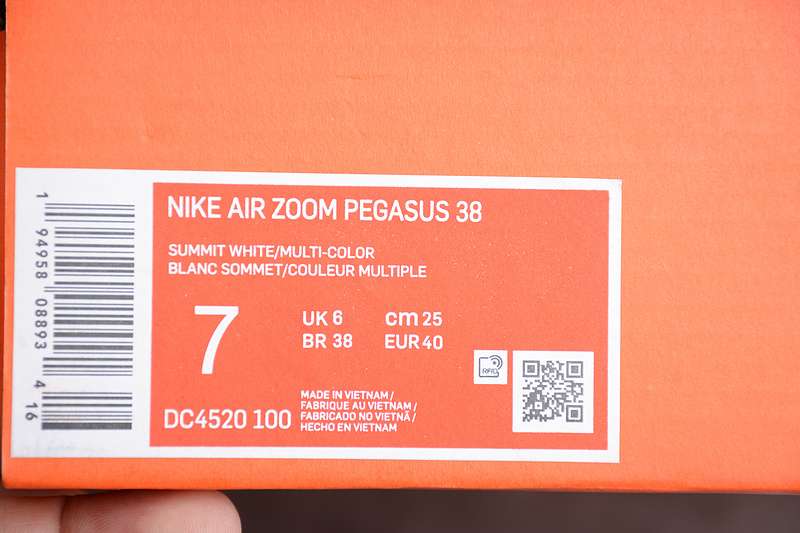 NIKE AIR ZOOM PEGASUS 38
SUMMIT WHITE/MULTI-COLOR
BLANC SOMMET/COULEUR MULTIPLE
7
UK 6 cm 25
BR 38 EUR 40
RFID
DC4520 100
MADE IN VIETNAM /
FABRIQUE AU VIETNAM /
FABRICADO NO VIETNÃ /
HECHO EN VIETNAM
1 94958 08893 4 16